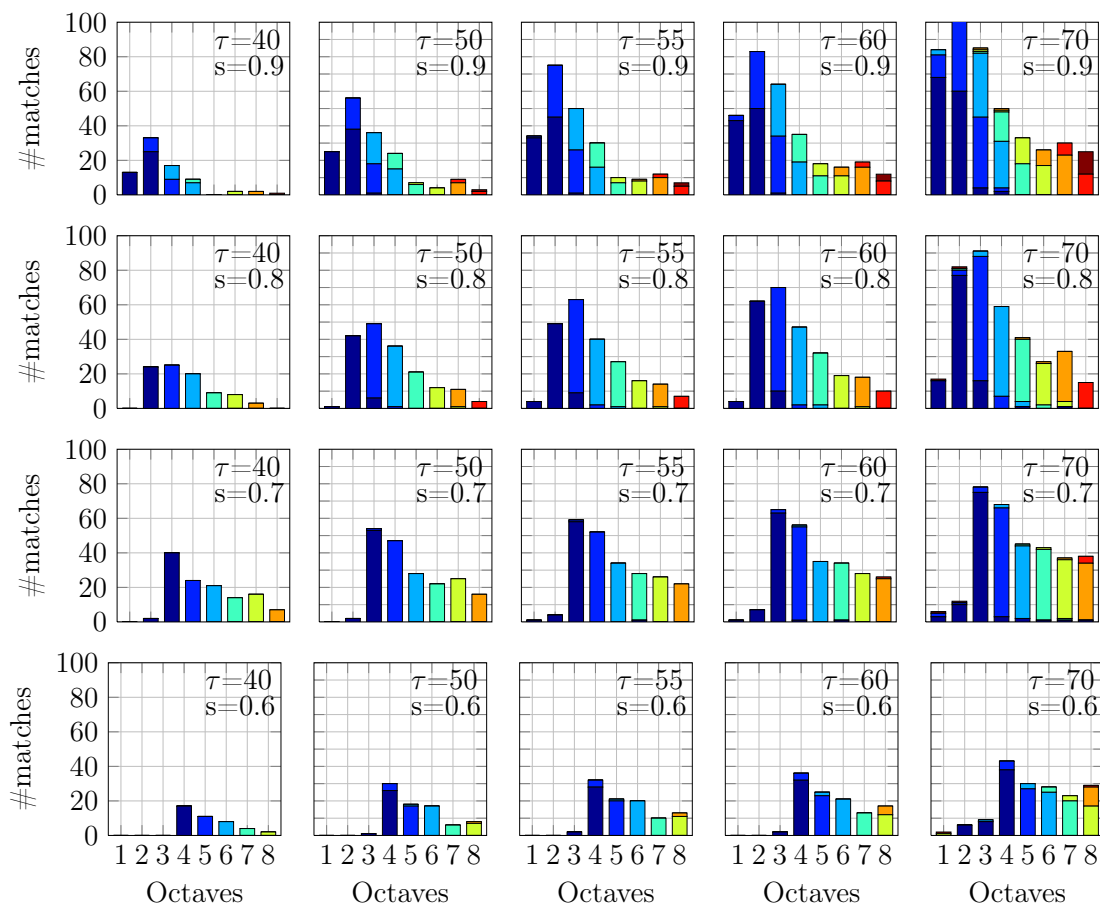 100
80
60
40
20
0
#matches
τ=40
s=0.9
τ=50
s=0.9
τ=55
s=0.9
τ=60
s=0.9
τ=70
s=0.9
100
80
60
40
20
0
#matches
τ=40
s=0.8
τ=50
s=0.8
τ=55
s=0.8
τ=60
s=0.8
τ=70
s=0.8
100
80
60
40
20
0
#matches
τ=40
s=0.7
τ=50
s=0.7
τ=55
s=0.7
τ=60
s=0.7
τ=70
s=0.7
100
80
60
40
20
0
#matches
τ=40
s=0.6
τ=50
s=0.6
τ=55
s=0.6
τ=60
s=0.6
τ=70
s=0.6
1 2 3 4 5 6 7 8
1 2 3 4 5 6 7 8
1 2 3 4 5 6 7 8
1 2 3 4 5 6 7 8
1 2 3 4 5 6 7 8
Octaves
Octaves
Octaves
Octaves
Octaves